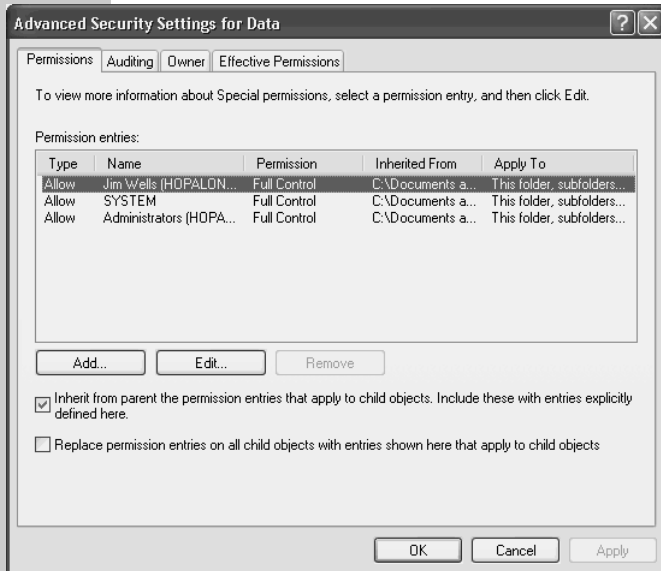 Advanced Security Settings for Data
Permissions Auditing Owner Effective Permissions
To view more information about Special permissions, select a permission entry, and then click Edit.
Permission entries:
Type Name Permission Inherited From Apply To
Allow Jim Wells (HOPALON... Full Control C:\Documents a... This folder, subfolders...
Allow SYSTEM Full Control C:\Documents a... This folder, subfolders...
Allow Administrators (HOPA... Full Control C:\Documents a... This folder, subfolders...
Add... Edit... Remove
Inherit from parent the permission entries that apply to child objects. Include these with entries explicitly
defined here.
Replace permission entries on all child objects with entries shown here that apply to child objects
OK Cancel Apply